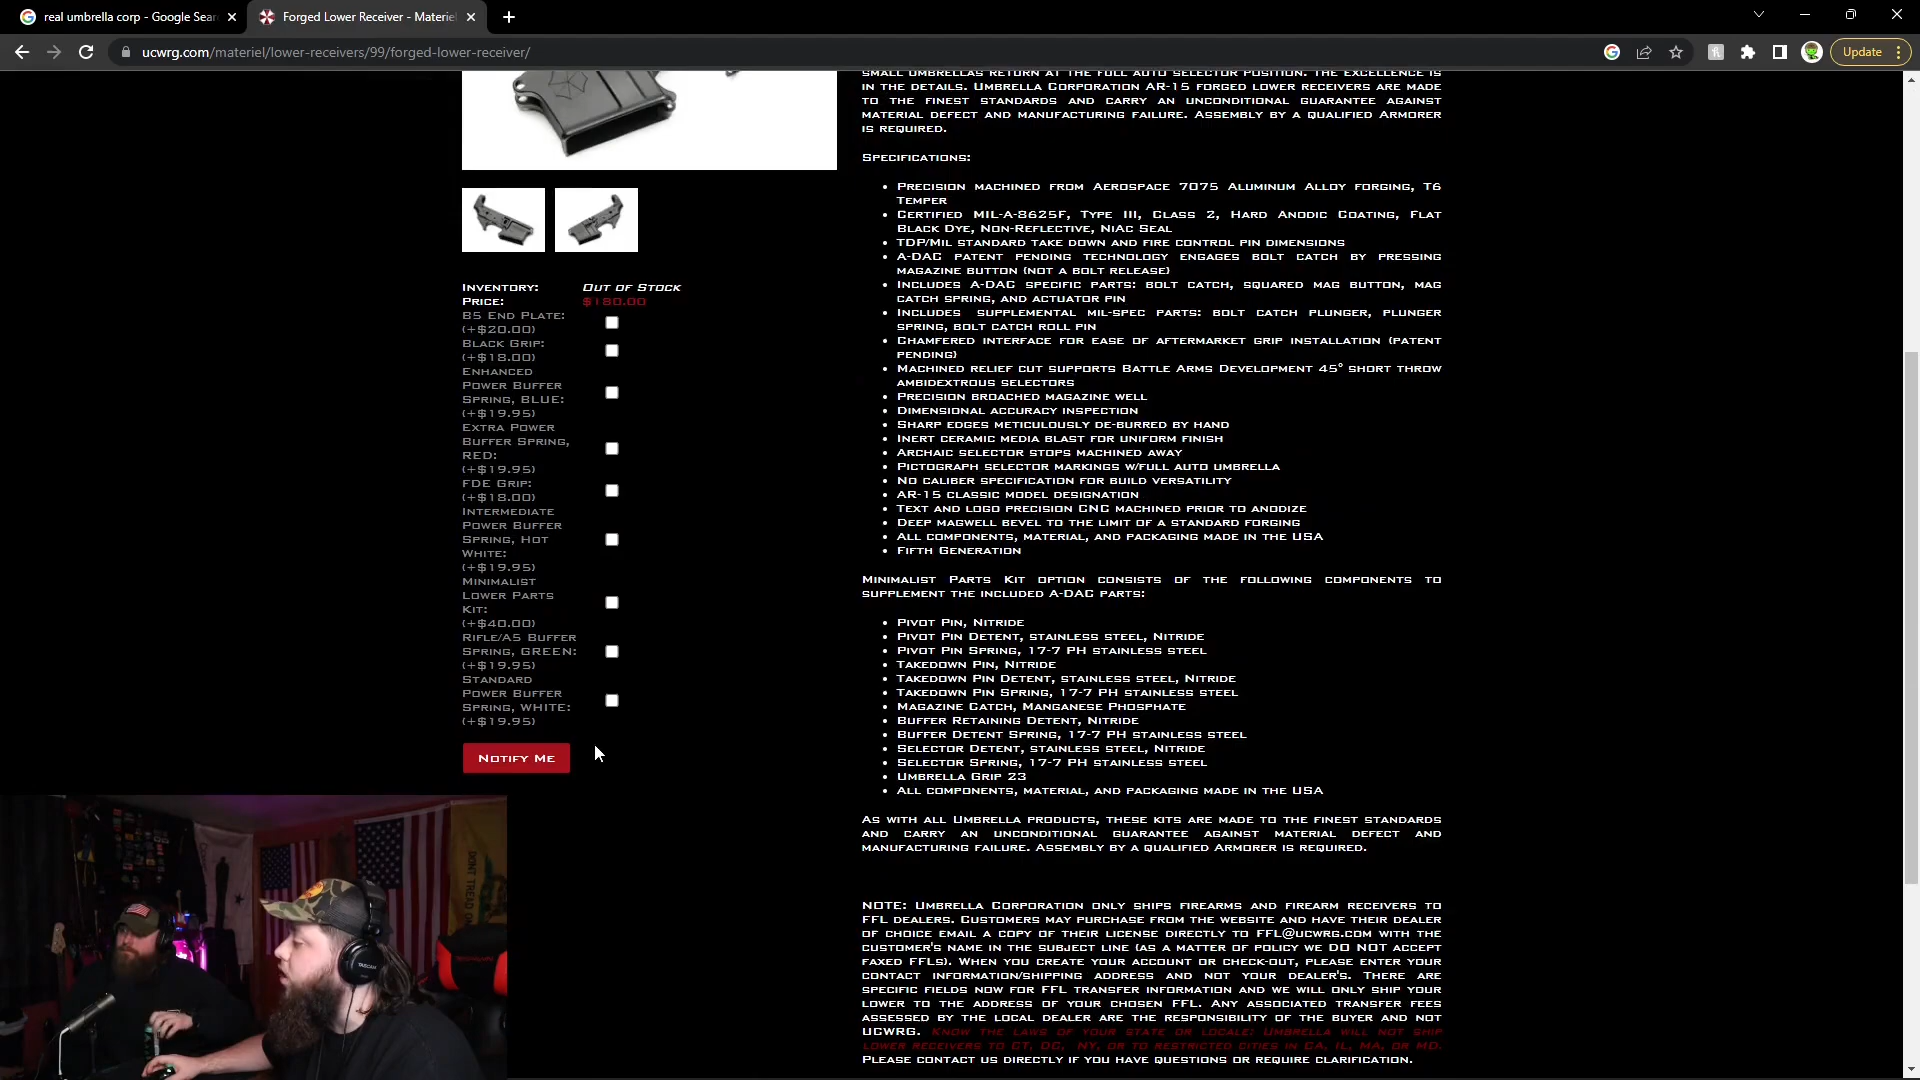 real umbrella corp - Google Sear
Forged Lower Receiver - Materiel
ucwrg.com/materiel/lower-receivers/99/forged-lower-receiver/
Update
small umbrellas return at the full auto selector position. The excellence is
in the details. Umbrella Corporation AR-15 forged lower receivers are made
to the finest standards and carry an unconditional guarantee against
material defect and manufacturing failure. Assembly by a qualified Armorer
is required.
Specifications:
Precision machined from Aerospace 7075 Aluminum Alloy forging, T6
Temper
Certified MIL-A-8625F, Type III, Class 2, Hard Anodic Coating, Flat
Black Dye, Non-Reflective, NiAc Seal
TDP/Mil standard take down and fire control pin dimensions
A-DAC patent pending technology engages bolt catch by pressing
magazine button (not a bolt release)
Includes A-DAC specific parts: bolt catch, squared mag button, mag
catch spring, and actuator pin
Includes supplemental mil-spec parts: bolt catch plunger, plunger
spring, bolt catch roll pin
Chamfered interface for ease of aftermarket grip installation (patent
pending)
Machined relief cut supports Battle Arms Development 45° short throw
ambidextrous selectors
Precision broached magazine well
Dimensional accuracy inspection
Sharp edges meticulously de-burred by hand
Inert ceramic media blast for uniform finish
Archaic selector stops machined away
Pictograph selector markings w/full auto umbrella
No caliber specification for build versatility
AR-15 classic model designation
Text and logo precision CNC machined prior to anodize
Deep magwell bevel to the limit of a standard forging
All components, material, and packaging made in the USA
Fifth Generation
Minimalist Parts Kit option consists of the following components to
supplement the included A-DAC parts:
Pivot Pin, Nitride
Pivot Pin Detent, stainless steel, Nitride
Pivot Pin Spring, 17-7 PH stainless steel
Takedown Pin, Nitride
Takedown Pin Detent, stainless steel, Nitride
Takedown Pin Spring, 17-7 PH stainless steel
Magazine Catch, Manganese Phosphate
Buffer Retaining Detent, Nitride
Buffer Detent Spring, 17-7 PH stainless steel
Selector Detent, stainless steel, Nitride
Selector Spring, 17-7 PH stainless steel
Umbrella Grip 23
All components, material, and packaging made in the USA
As with all Umbrella products, these kits are made to the finest standards
and carry an unconditional guarantee against material defect and
manufacturing failure. Assembly by a qualified Armorer is required.
NOTE: Umbrella Corporation only ships firearms and firearm receivers to
FFL dealers. Customers may purchase from the website and have their dealer
of choice email a copy of their license directly to FFL@ucwrg.com with the
customer's name in the subject line (as a matter of policy we DO NOT accept
faxed FFLs). When you create your account or check-out, please enter your
contact information/shipping address and not your dealer's. There are
specific fields now for FFL transfer information and we will only ship your
lower to the address of your chosen FFL. Any associated transfer fees
assessed by the local dealer are the responsibility of the buyer and not
UCWRG. Know the laws of your state or locale: Umbrella will not ship
lower receivers to CT, DC, NY, or to restricted cities in CA, IL, MA, or MD.
Please contact us directly if you have questions or require clarification.
Inventory: Out of Stock
Price: $180.00
B5 End Plate:
(+$20.00)
Black Grip:
(+$18.00)
Enhanced
Power Buffer
Spring, BLUE:
(+$19.95)
Extra Power
Buffer Spring,
RED:
(+$19.95)
FDE Grip:
(+$18.00)
Intermediate
Power Buffer
Spring, Hot
White:
(+$19.95)
Minimalist
Lower Parts
Kit:
(+$40.00)
Rifle/A5 Buffer
Spring, GREEN:
(+$19.95)
Standard
Power Buffer
Spring, WHITE:
(+$19.95)
Notify Me
DONT TREAD ON
TASCAM